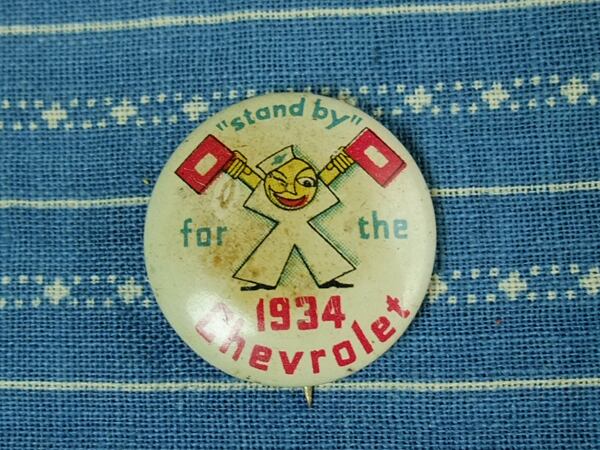 "stand by"
for the
1934
Chevrolet